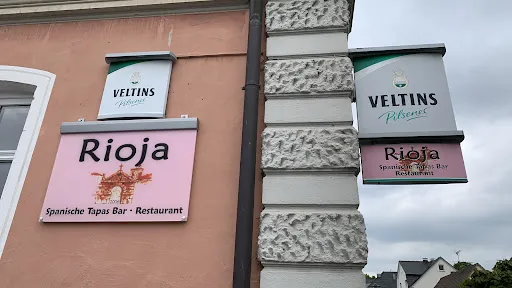 VELTINS
Pilsener
Rioja
Spanische Tapas Bar · Restaurant
VELTINS
Pilsener
Rioja
Spanische Tapas Bar
Restaurant